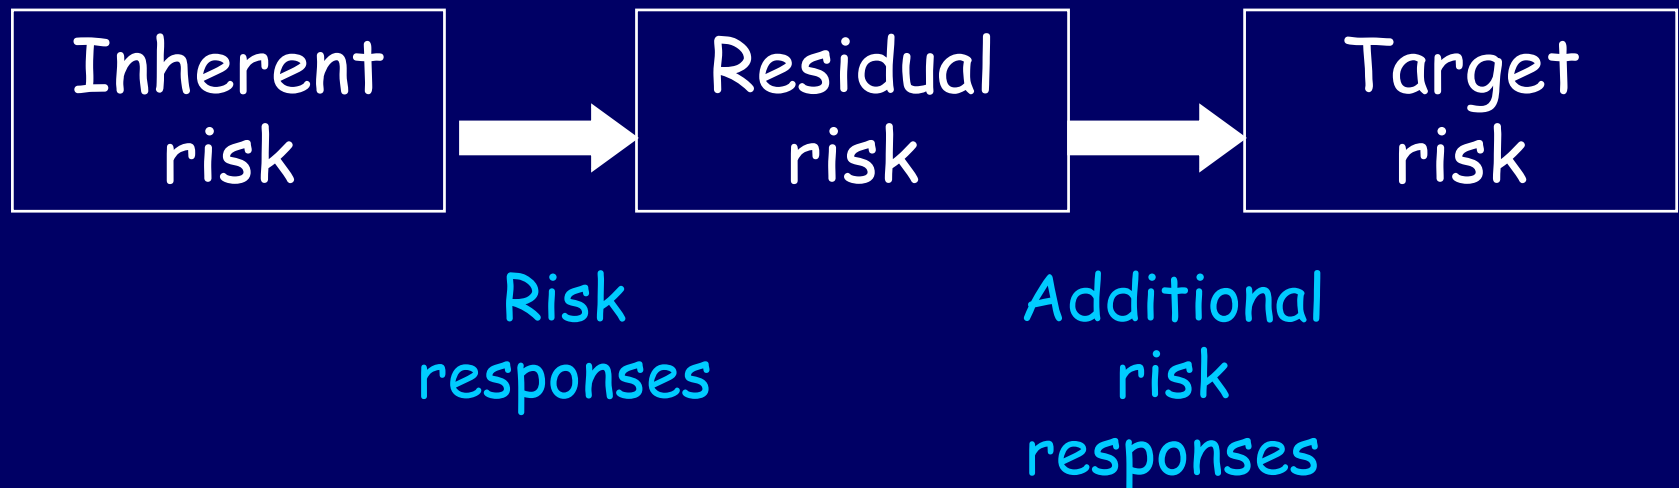 Inherent
risk
Residual
risk
Target
risk
Risk
responses
Additional
risk
responses